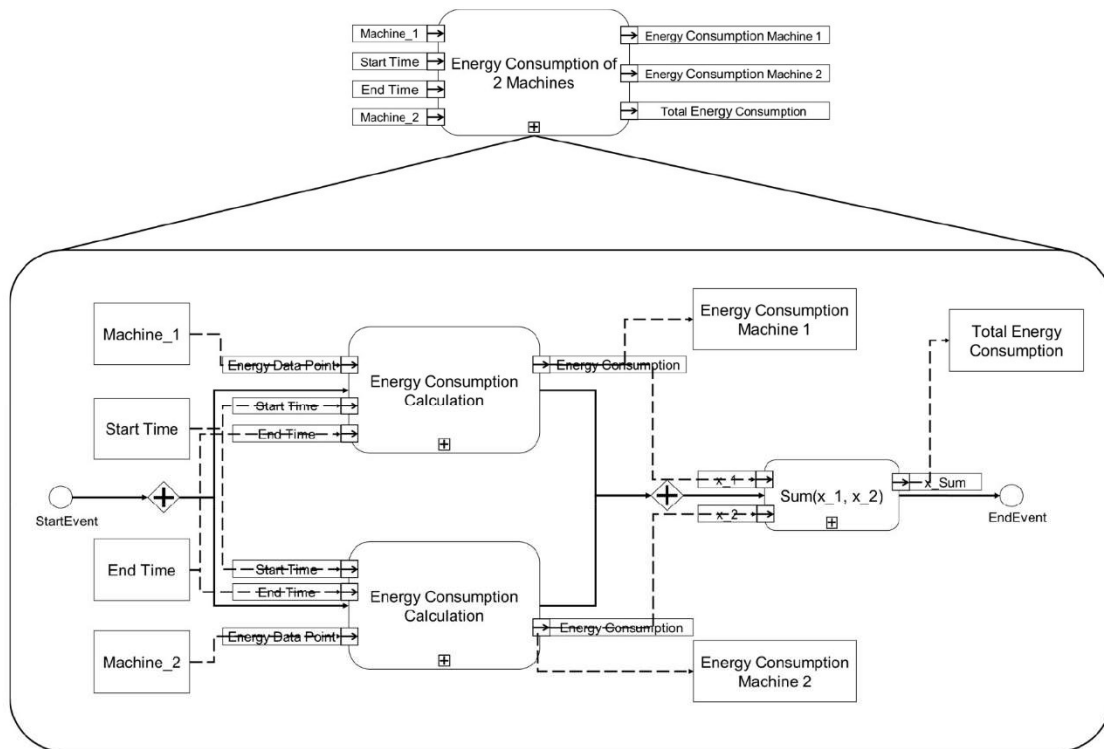 Machine_1
Start Time
End Time
Machine_2
Energy Consumption of
2 Machines
Energy Consumption Machine 1
Energy Consumption Machine 2
Total Energy Consumption
Machine_1
Start Time
StartEvent
End Time
Machine_2
Energy Data Point
Start Time
End Time
Energy Consumption
Calculation
Energy Consumption
Energy Consumption
Machine 1
Start Time
End Time
Energy Data Point
Energy Consumption
Calculation
Energy Consumption
Energy Consumption
Machine 2
x_1
x_2
Sum(x_1, x_2)
x_Sum
Total Energy
Consumption
EndEvent